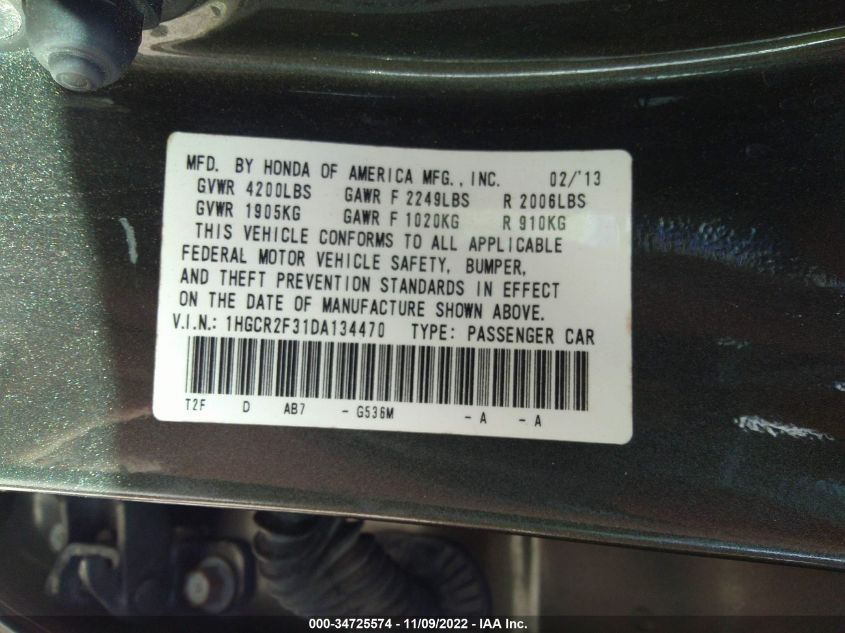 MFD. BY HONDA OF AMERICA MFG., INC. 02/'13
GVWR 4200LBS GAWR F 2249LBS R 2006LBS
GVWR 1905KG GAWR F 1020KG R 910KG
THIS VEHICLE CONFORMS TO ALL APPLICABLE
FEDERAL MOTOR VEHICLE SAFETY, BUMPER,
AND THEFT PREVENTION STANDARDS IN EFFECT
ON THE DATE OF MANUFACTURE SHOWN ABOVE.
V.I.N.: 1HGCR2F31DA134470 TYPE: PASSENGER CAR
T2F D AB7 - G536M - A - A
000-34725574 - 11/09/2022 - IAA Inc.